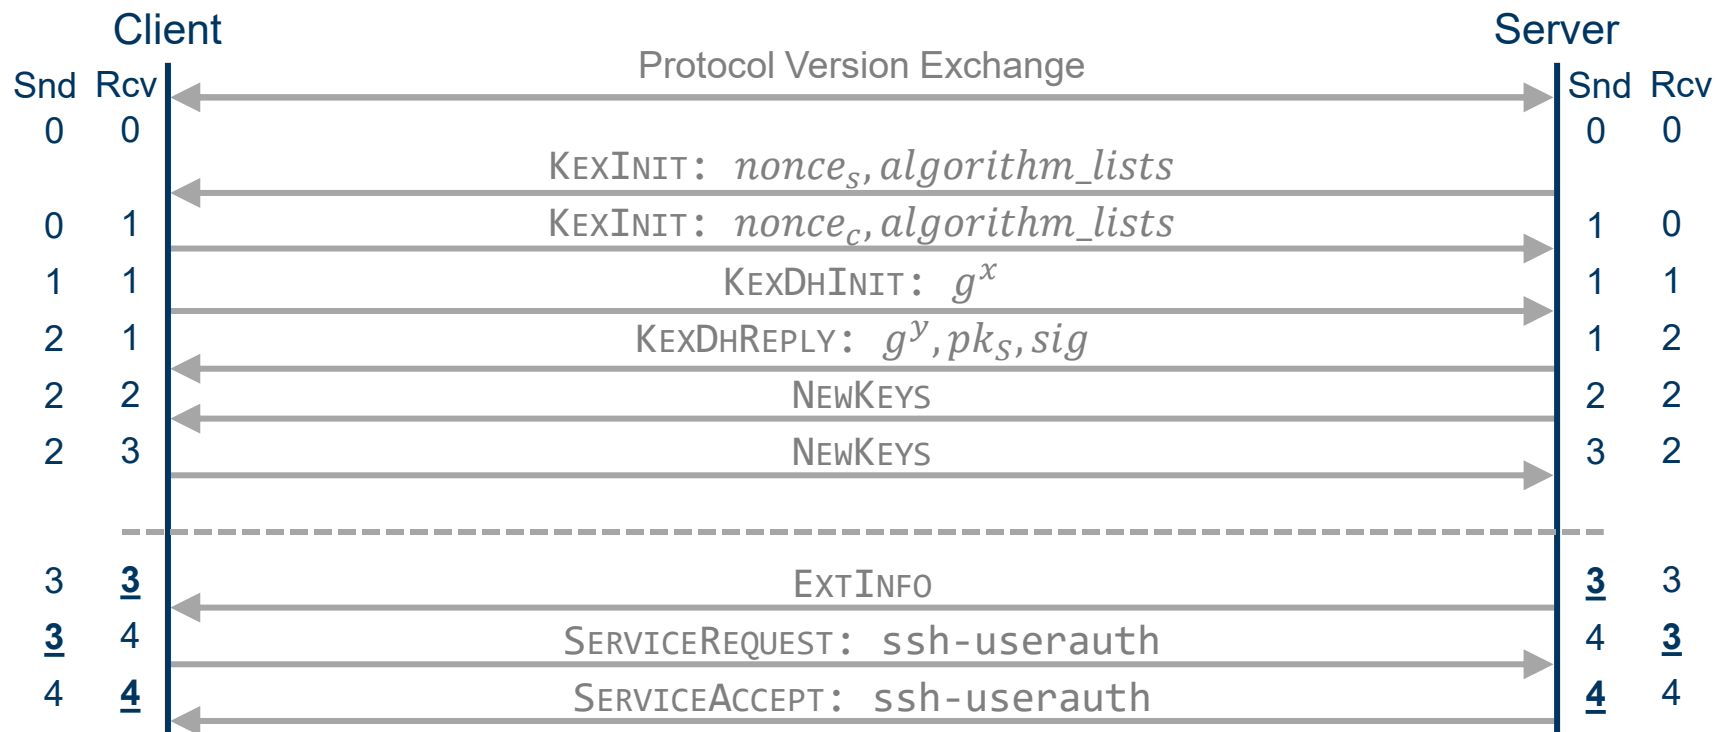 Client Server
Protocol Version Exchange
Snd Rcv Snd Rcv
0 0 0 0
KEXINIT: nonceₛ, algorithm_lists
0 1 KEXINIT: nonce_c, algorithm_lists 1 0
1 1 KEXDHINIT: gˣ 1 1
2 1 KEXDHREPLY: gʸ, pk_S, sig 1 2
2 2 NEWKEYS 2 2
2 3 NEWKEYS 3 2
3 3 EXTINFO 3 3
3 4 SERVICEREQUEST: ssh-userauth 4 3
4 4 SERVICEACCEPT: ssh-userauth 4 4